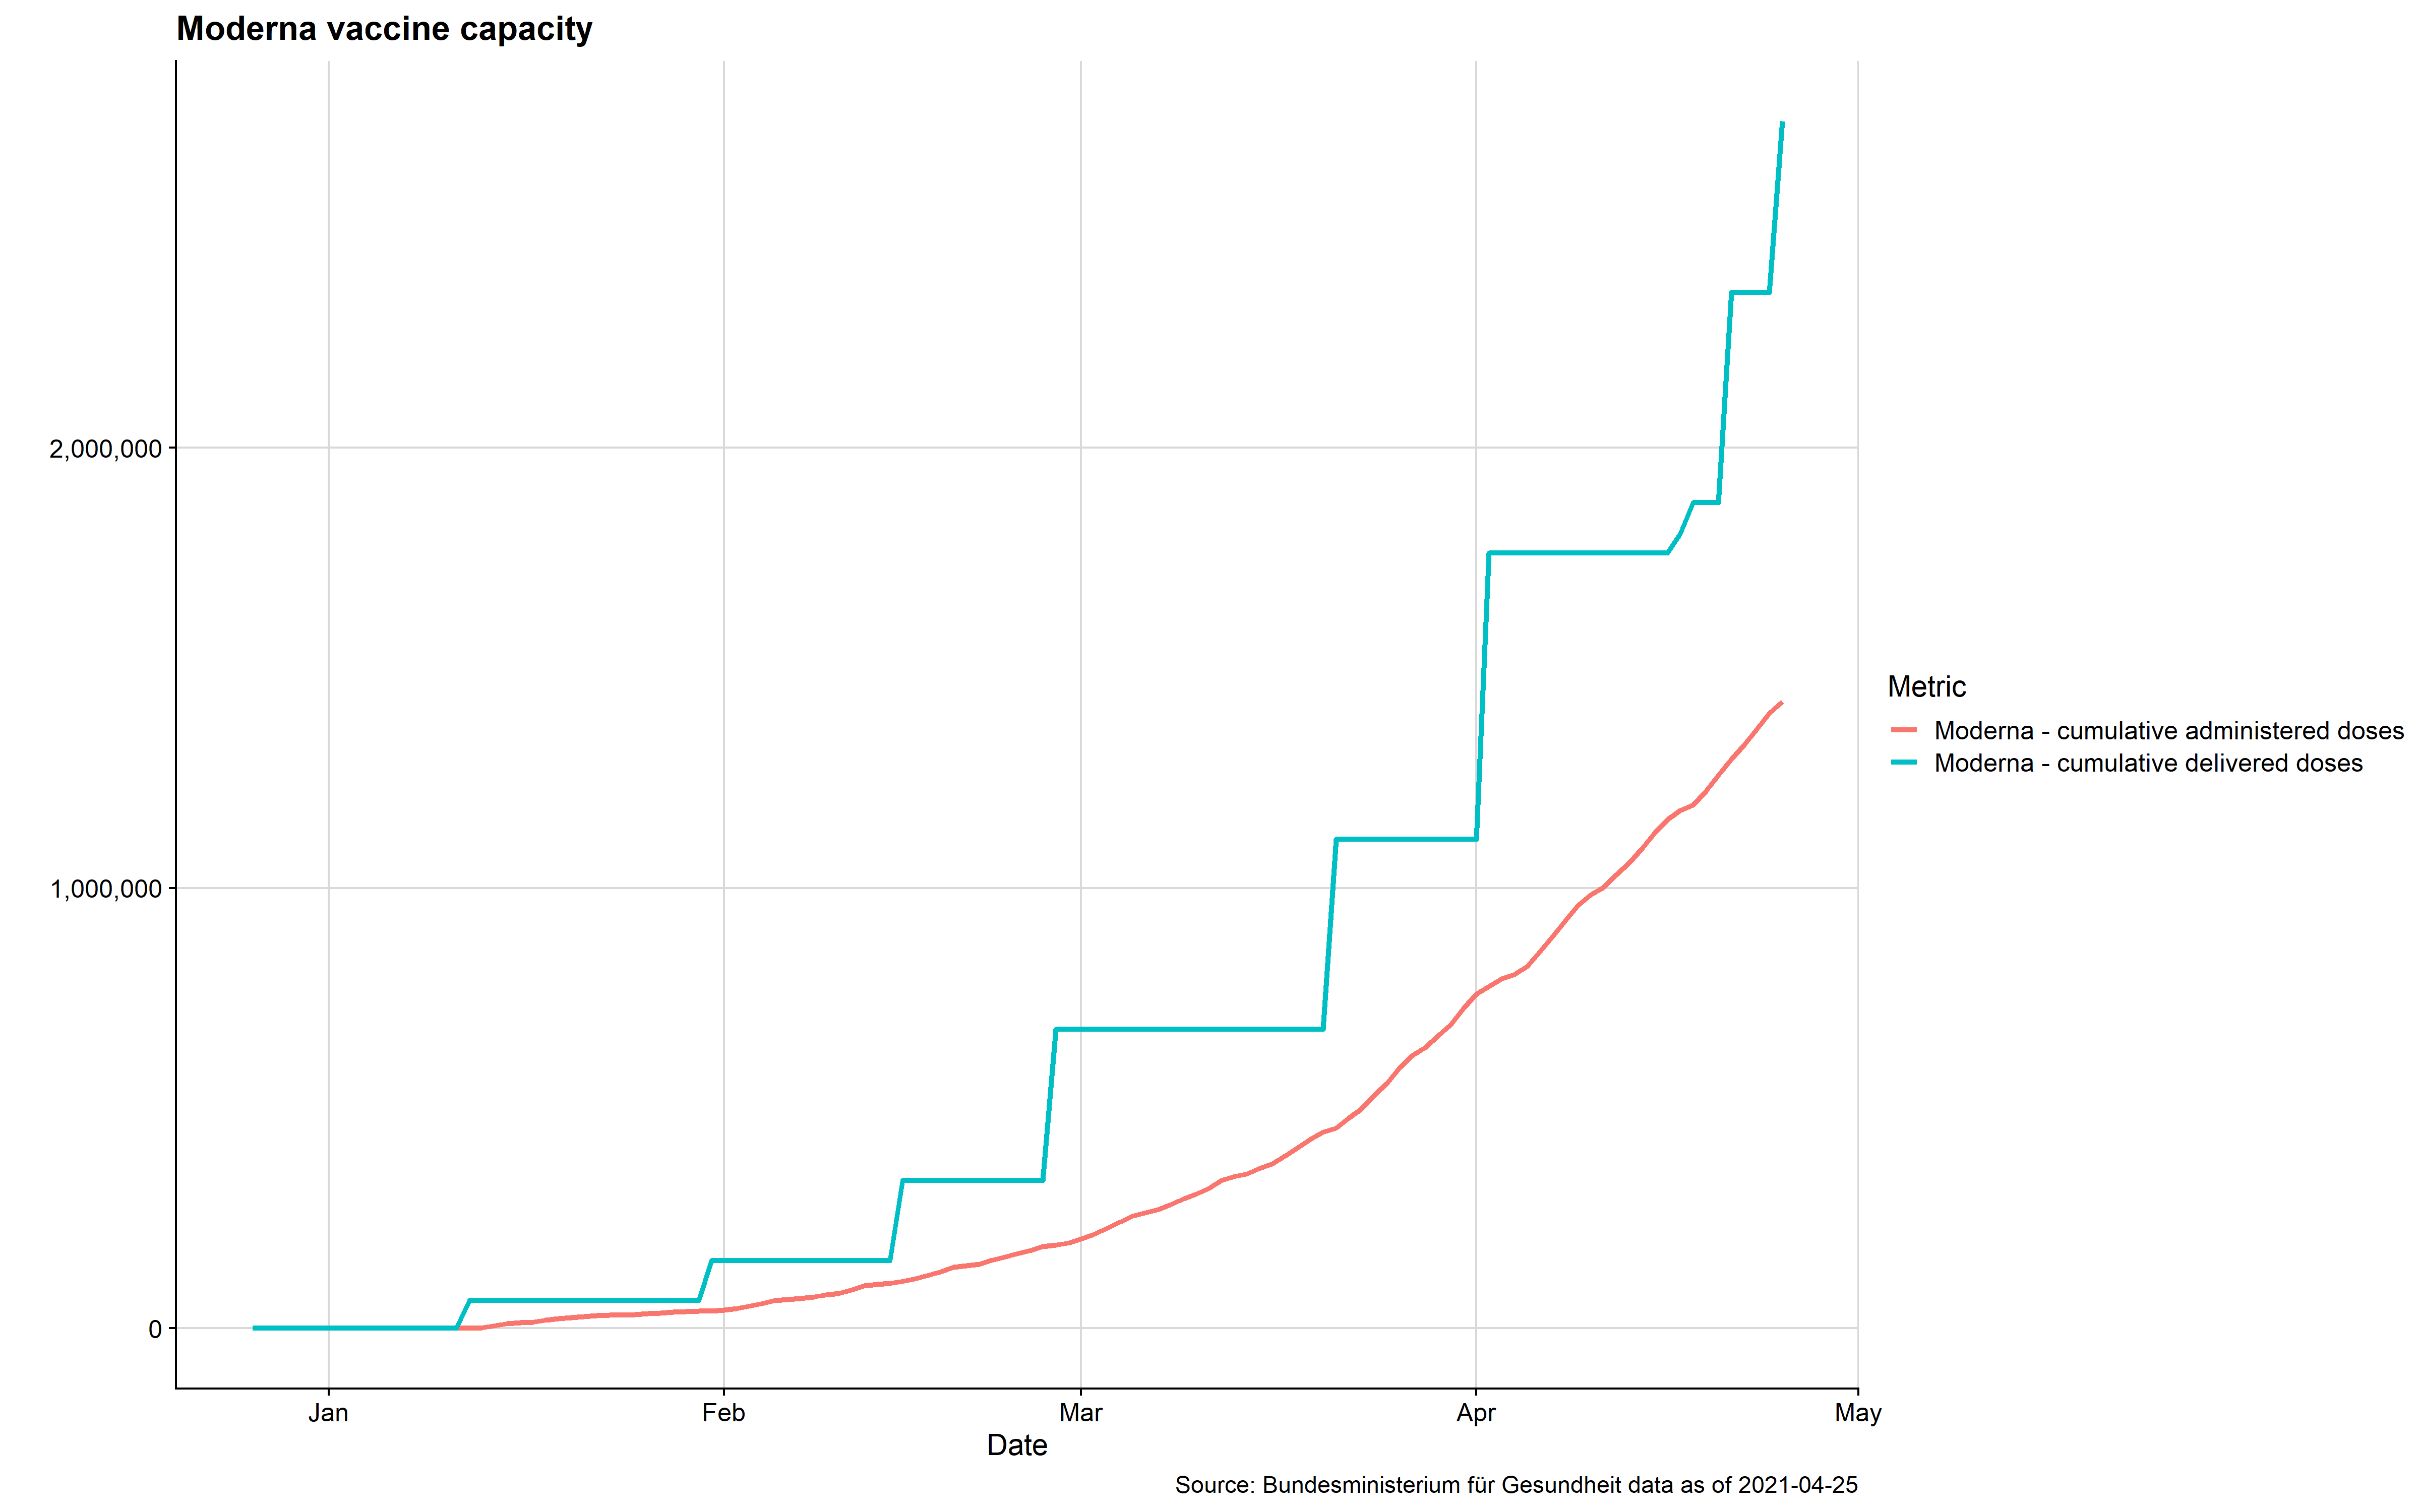 Moderna vaccine capacity
2,000,000
1,000,000
0
Jan
Feb
Mar
Apr
May
Date
Metric
Moderna - cumulative administered doses
Moderna - cumulative delivered doses
Source: Bundesministerium für Gesundheit data as of 2021-04-25